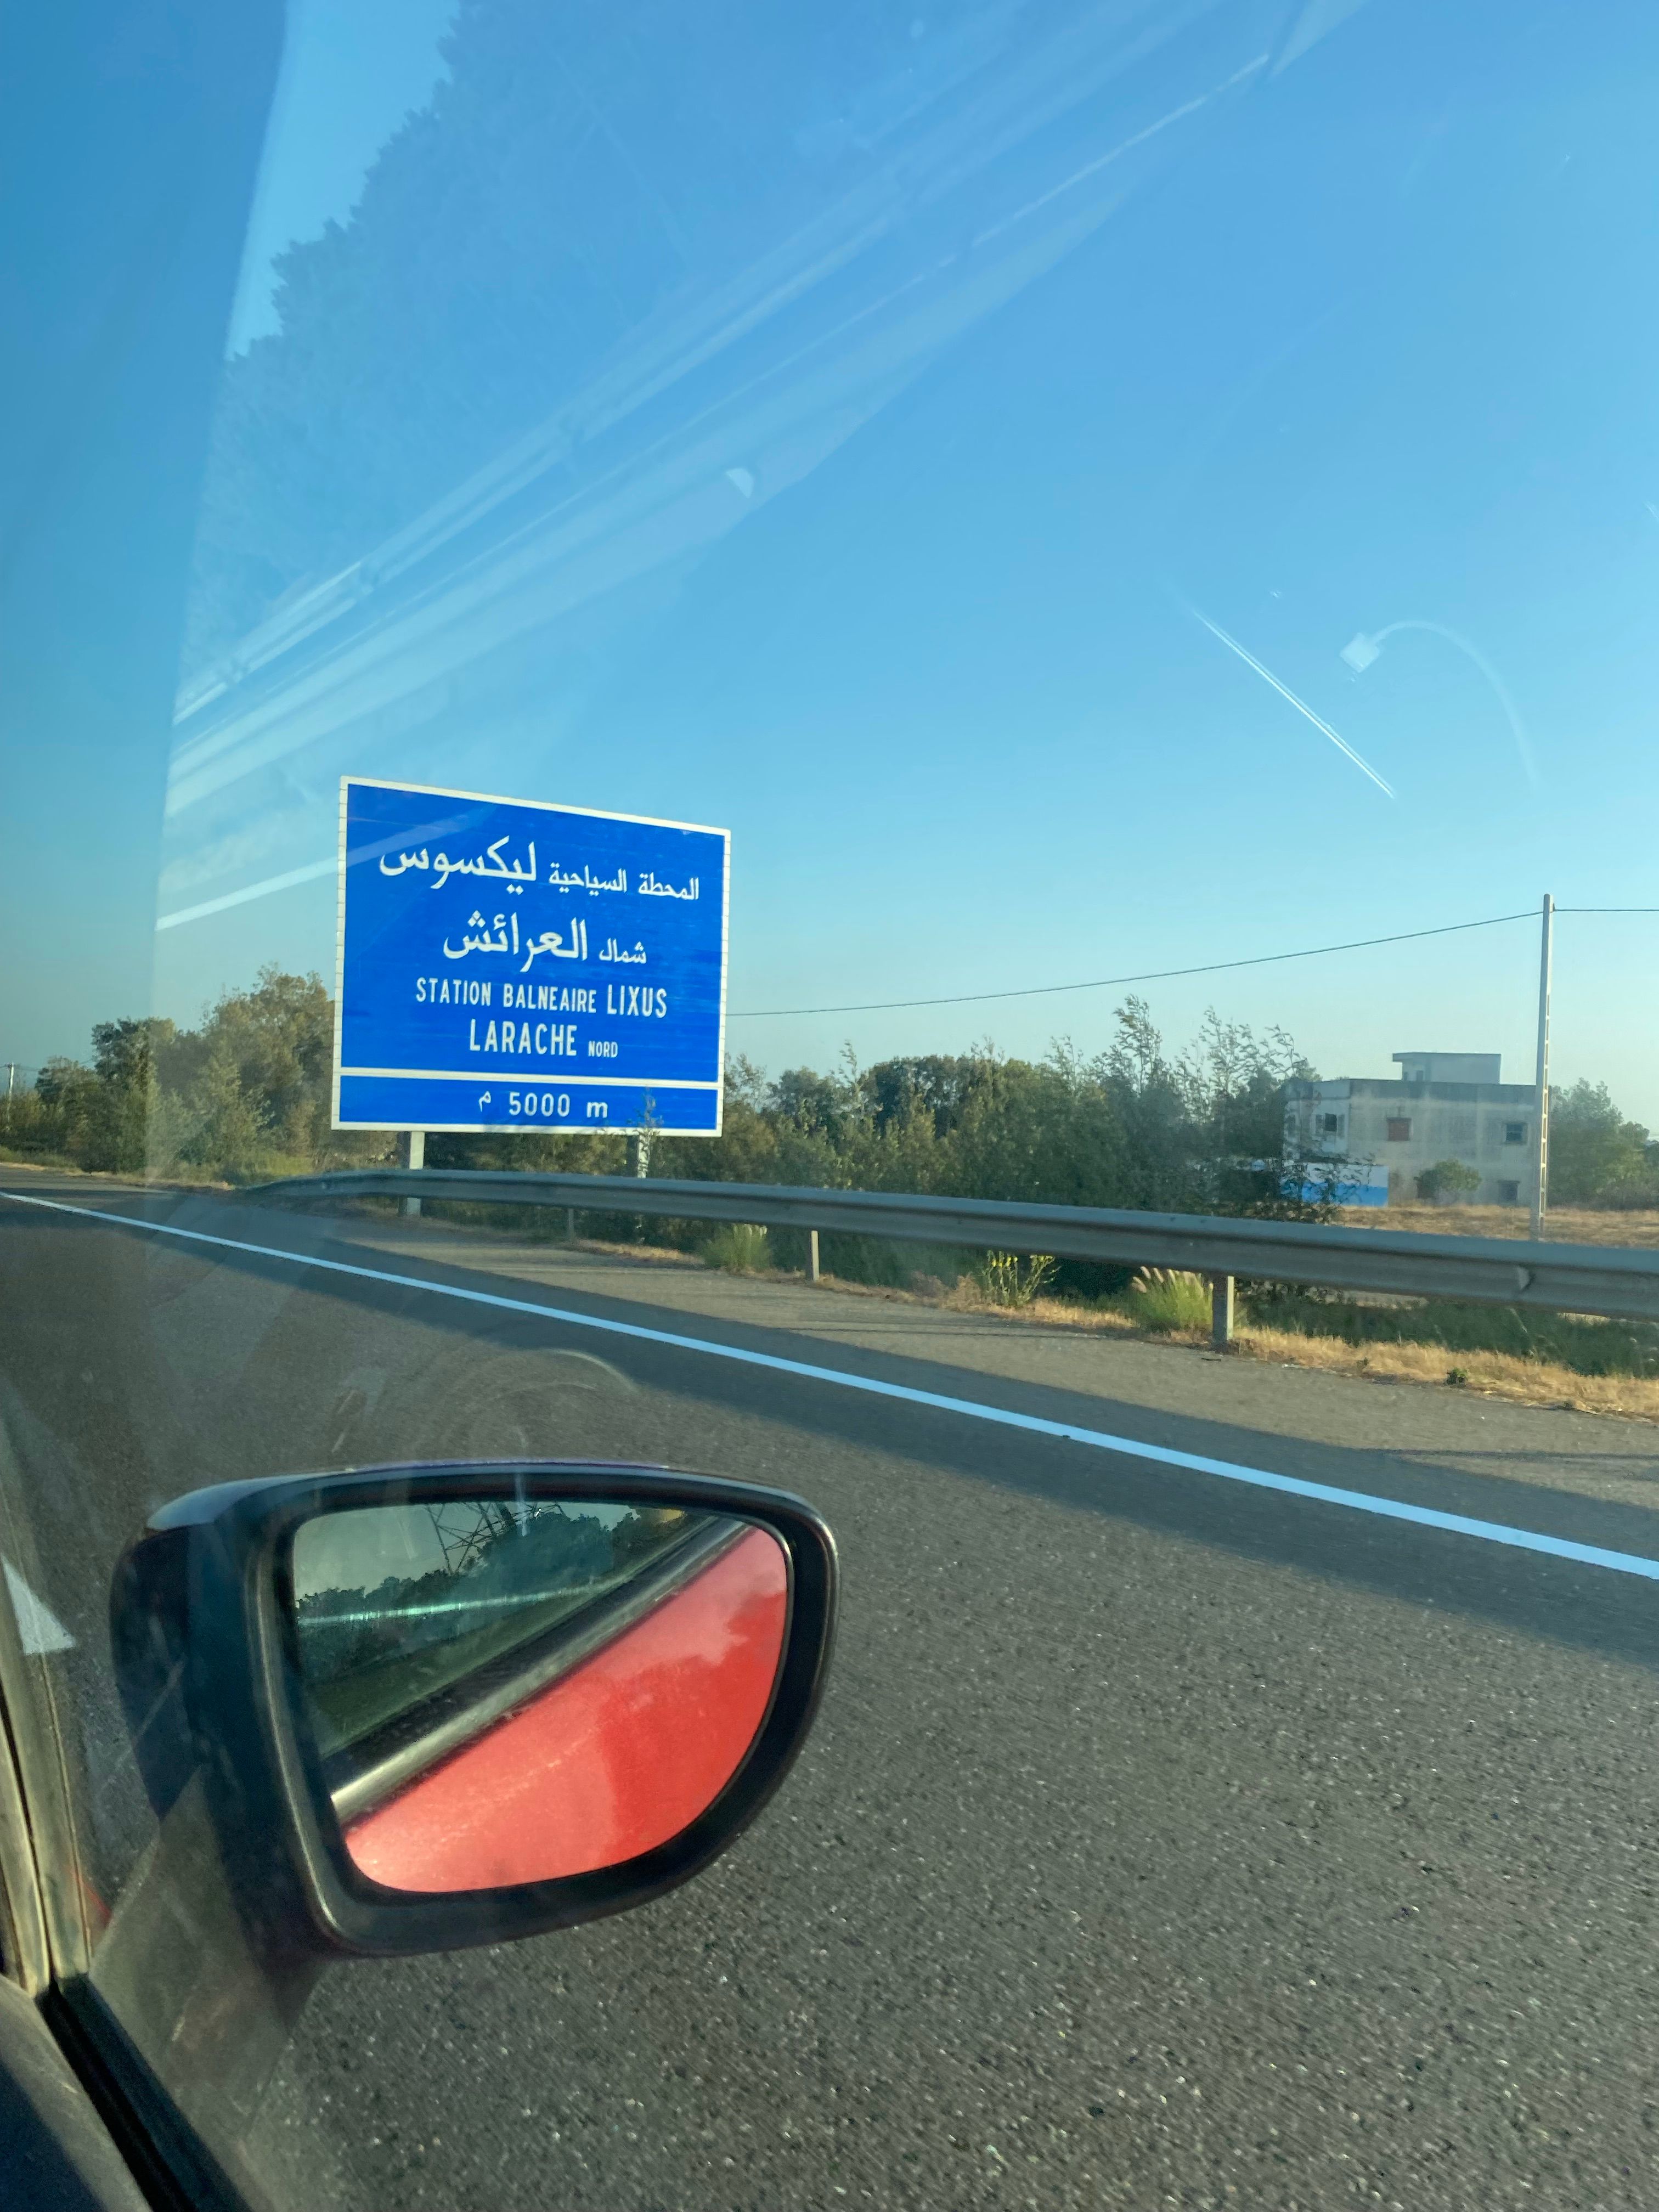 المحطة السياحية ليكسوس
شمال العرائش
STATION BALNEAIRE LIXUS
LARACHE NORD
م 5000 m